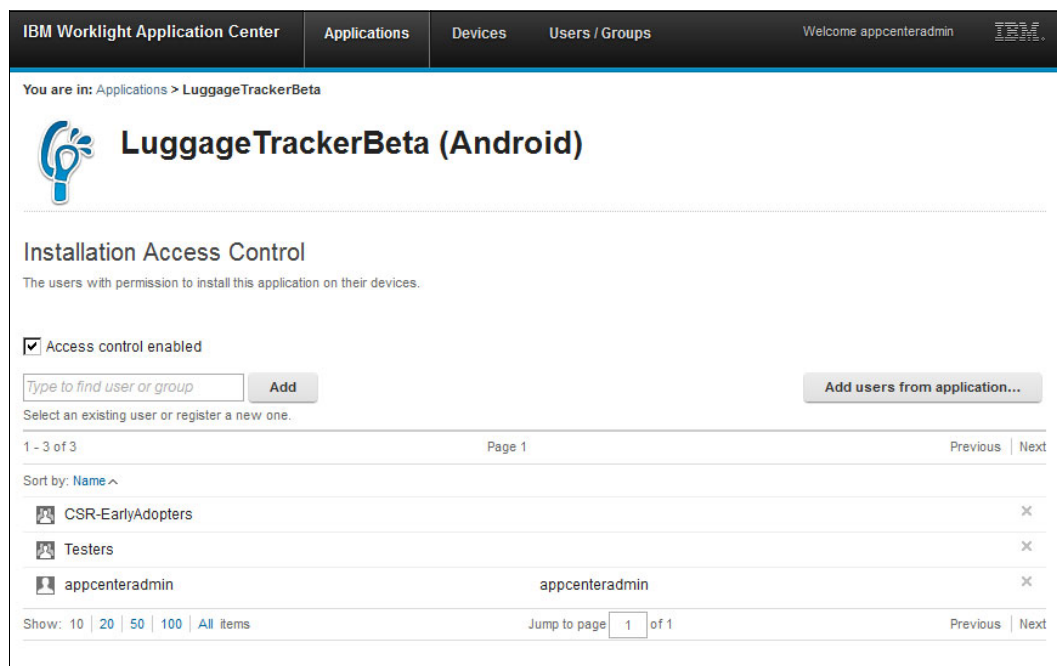 IBM Worklight Application Center Applications Devices Users / Groups Welcome appcenteradmin IBM.
You are in: Applications > LuggageTrackerBeta
LuggageTrackerBeta (Android)
Installation Access Control
The users with permission to install this application on their devices.
Access control enabled
Type to find user or group Add Add users from application...
Select an existing user or register a new one.
1 - 3 of 3 Page 1 Previous | Next
Sort by: Name
CSR-EarlyAdopters
Testers
appcenteradmin appcenteradmin
Show: 10 | 20 | 50 | 100 | All items Jump to page 1 of 1 Previous | Next